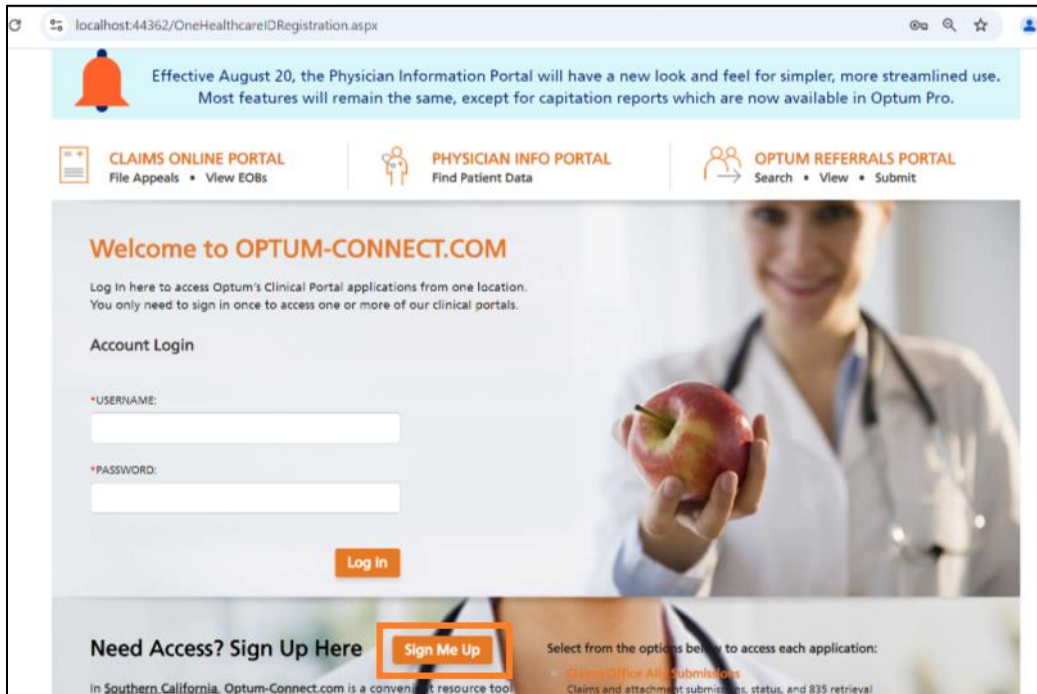 localhost:44362/OneHealthcareIDRegistration.aspx
Effective August 20, the Physician Information Portal will have a new look and feel for simpler, more streamlined use.
Most features will remain the same, except for capitation reports which are now available in Optum Pro.
CLAIMS ONLINE PORTAL
File Appeals • View EOBs
PHYSICIAN INFO PORTAL
Find Patient Data
OPTUM REFERRALS PORTAL
Search • View • Submit
Welcome to OPTUM-CONNECT.COM
Log In here to access Optum's Clinical Portal applications from one location.
You only need to sign in once to access one or more of our clinical portals.
Account Login
*USERNAME:
*PASSWORD:
Log In
Need Access? Sign Up Here
Sign Me Up
In Southern California, Optum-Connect.com is a convenient resource tool
Select from the options below to access each application:
Office Ally Submissions
Claims and attachment submissions, status, and 835 retrieval